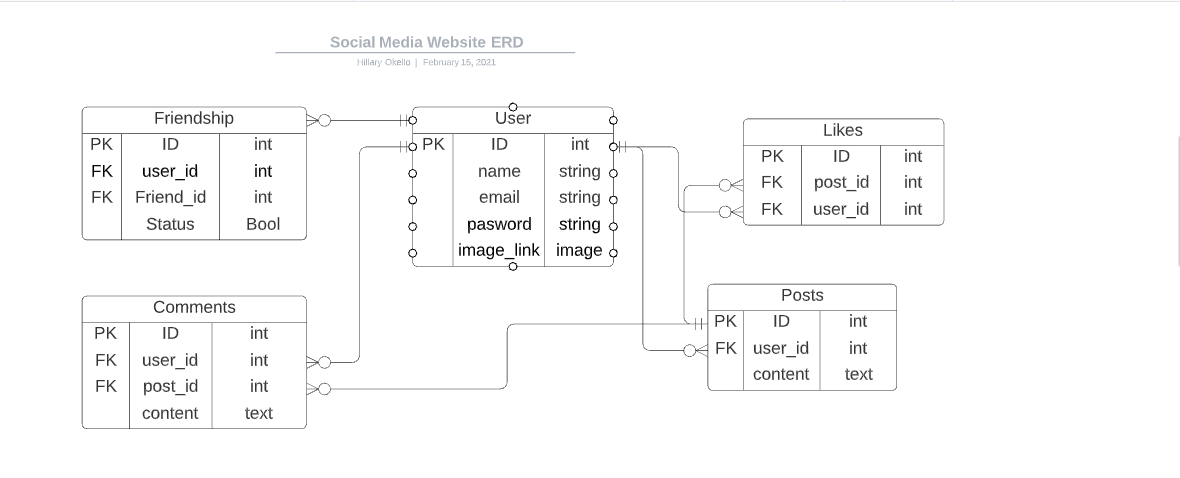 Social Media Website ERD
Hillary Okello | February 15, 2021
Friendship
PK ID int
FK user_id int
FK Friend_id int
Status Bool
User
PK ID int
name string
email string
pasword string
image_link image
Likes
PK ID int
FK post_id int
FK user_id int
Comments
PK ID int
FK user_id int
FK post_id int
content text
Posts
PK ID int
FK user_id int
content text